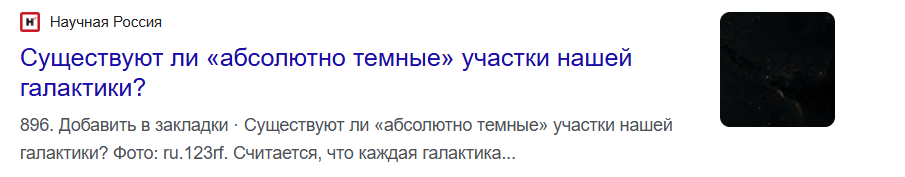 Научная Россия
Существуют ли «абсолютно темные» участки нашей
галактики?
896. Добавить в закладки · Существуют ли «абсолютно темные» участки нашей
галактики? Фото: ru.123rf. Считается, что каждая галактика...